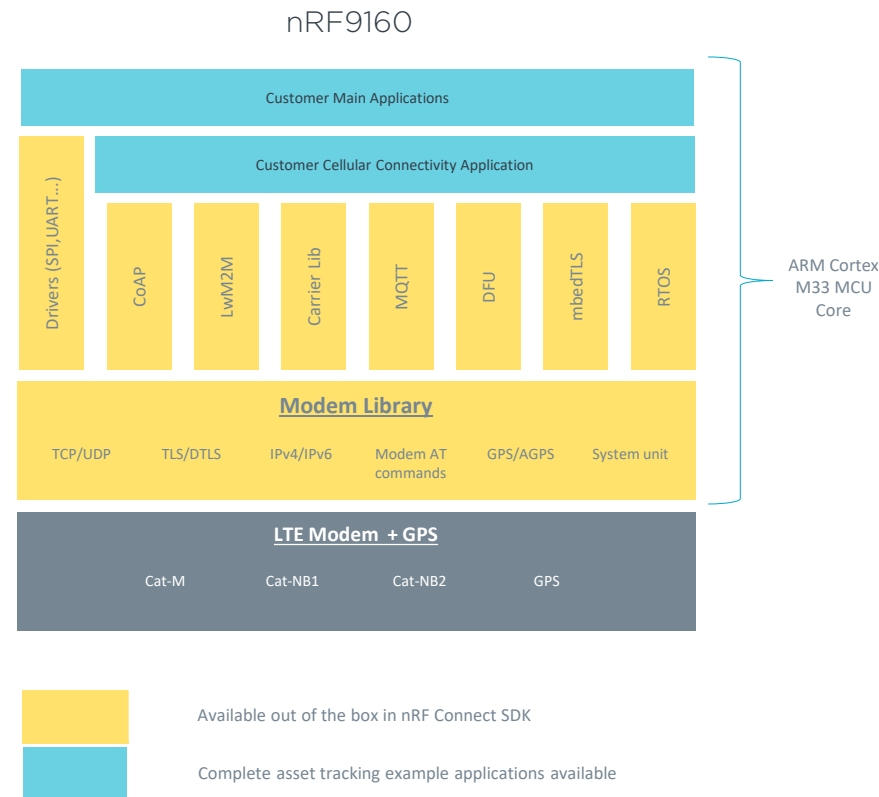 nRF9160
Customer Main Applications
Customer Cellular Connectivity Application
Drivers (SPI,UART...)
CoAP
LwM2M
Carrier Lib
MQTT
DFU
mbedTLS
RTOS
ARM Cortex
M33 MCU
Core
Modem Library
TCP/UDP
TLS/DTLS
IPv4/IPv6
Modem AT
commands
GPS/AGPS
System unit
LTE Modem + GPS
Cat-M
Cat-NB1
Cat-NB2
GPS
Available out of the box in nRF Connect SDK
Complete asset tracking example applications available